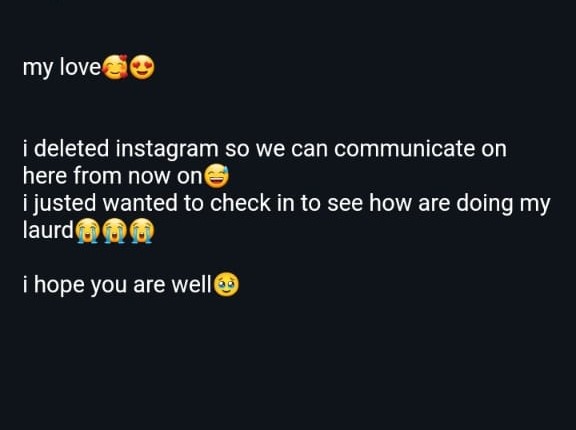 my love🥰😍
i deleted instagram so we can communicate on
here from now on😅
i justed wanted to check in to see how are doing my
laurd😭😭😭
i hope you are well🥹